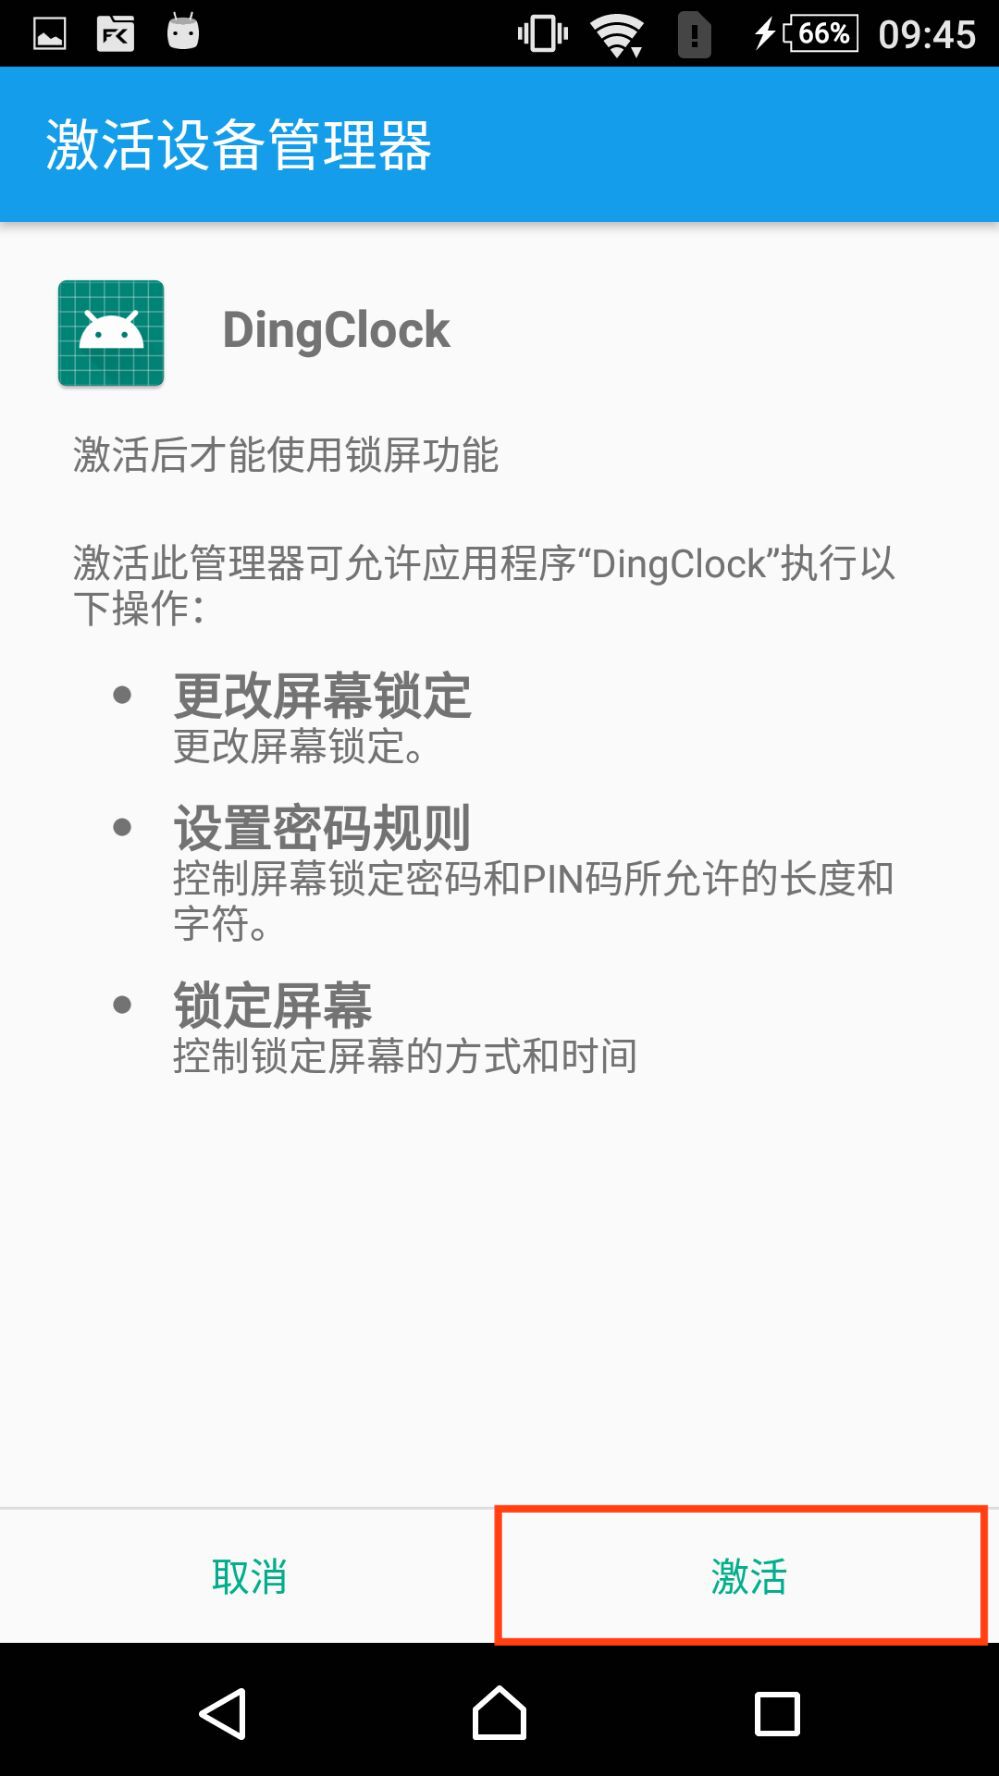 66% 09:45
激活设备管理器
DingClock
激活后才能使用锁屏功能
激活此管理器可允许应用程序“DingClock”执行以
下操作：
更改屏幕锁定
更改屏幕锁定。
设置密码规则
控制屏幕锁定密码和PIN码所允许的长度和
字符。
锁定屏幕
控制锁定屏幕的方式和时间
取消 激活